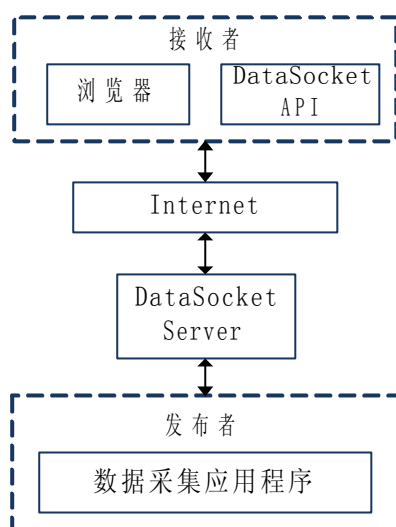 接收者
浏览器
DataSocket
API
Internet
DataSocket
Server
发布者
数据采集应用程序